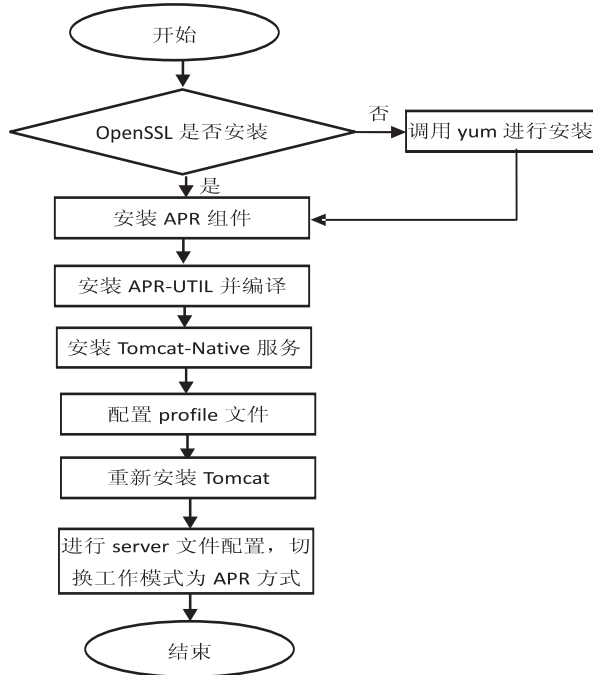 开始
OpenSSL 是否安装
否
调用 yum 进行安装
是
安装 APR 组件
安装 APR-UTIL 并编译
安装 Tomcat-Native 服务
配置 profile 文件
重新安装 Tomcat
进行 server 文件配置，切
换工作模式为 APR 方式
结束